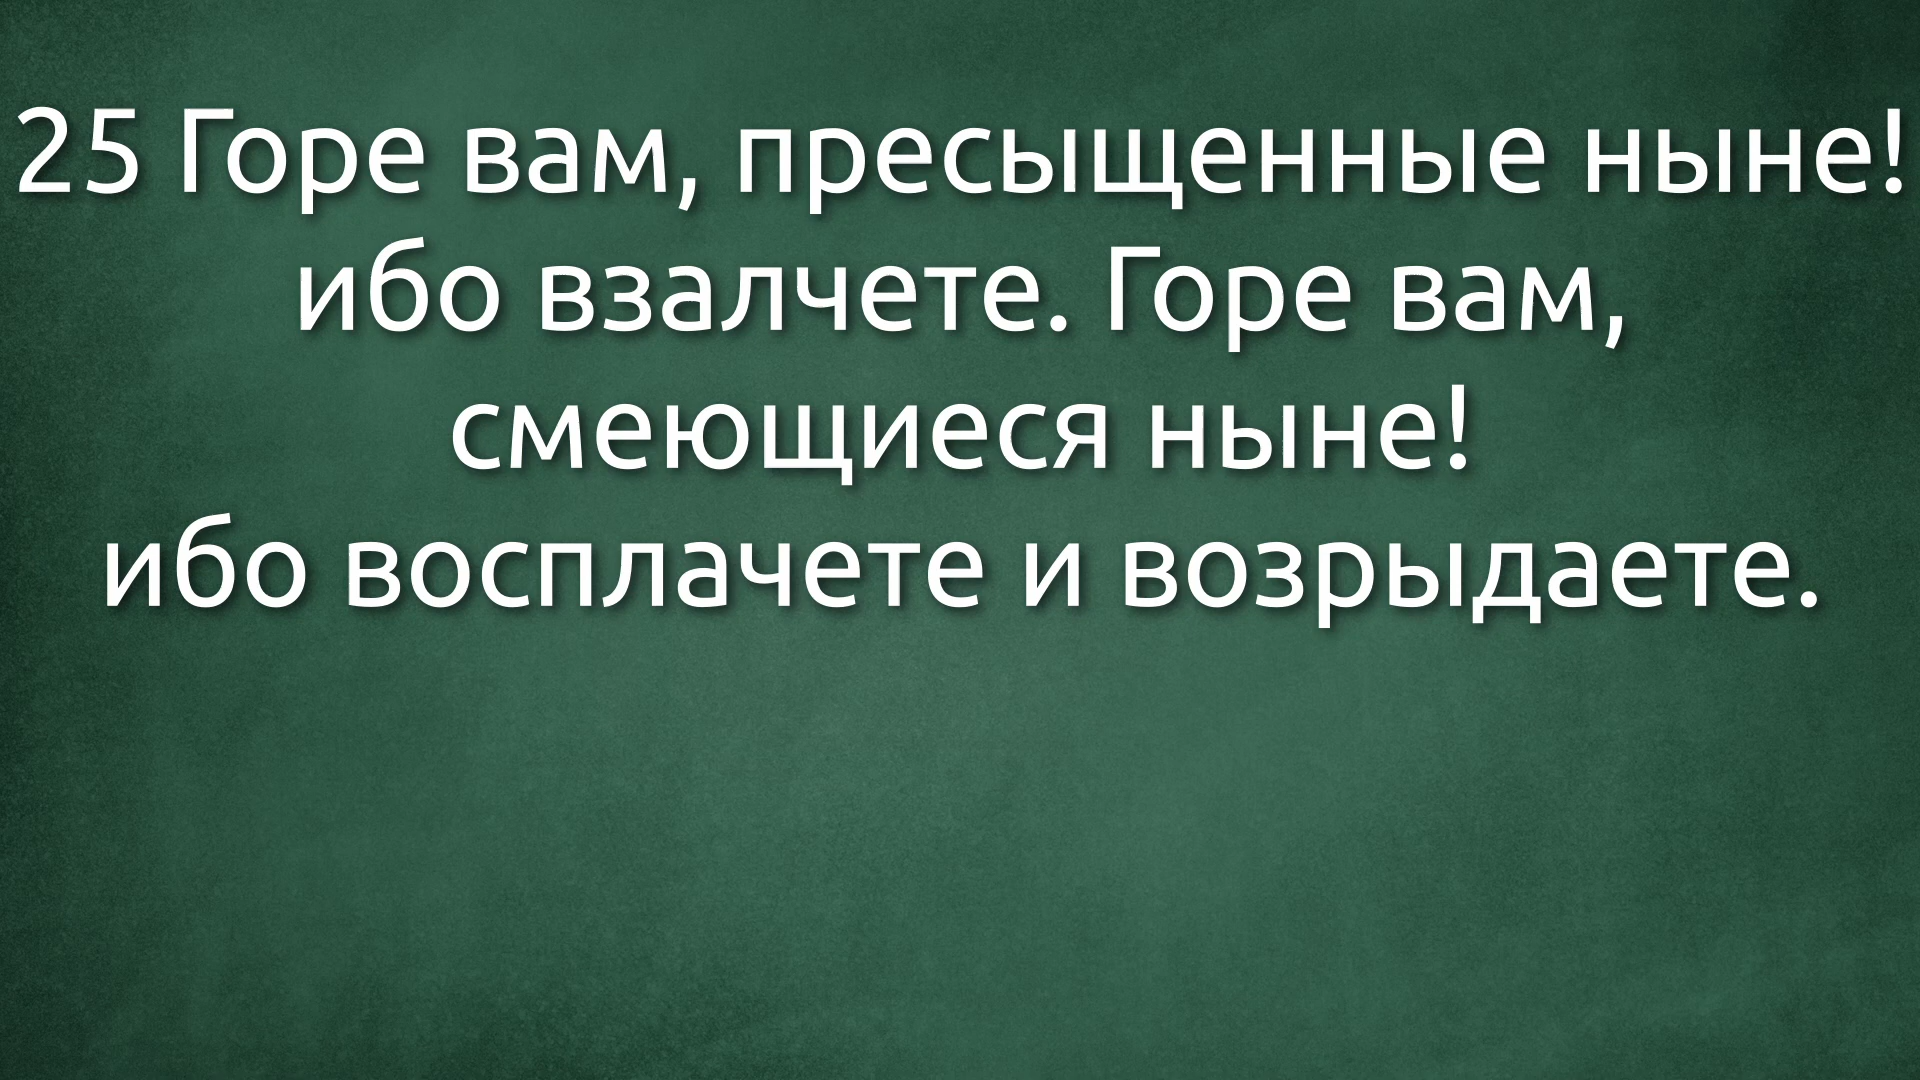 25 Горе вам, пресыщенные ныне!
ибо взалчете. Горе вам,
смеющиеся ныне!
ибо восплачете и возрыдаете.